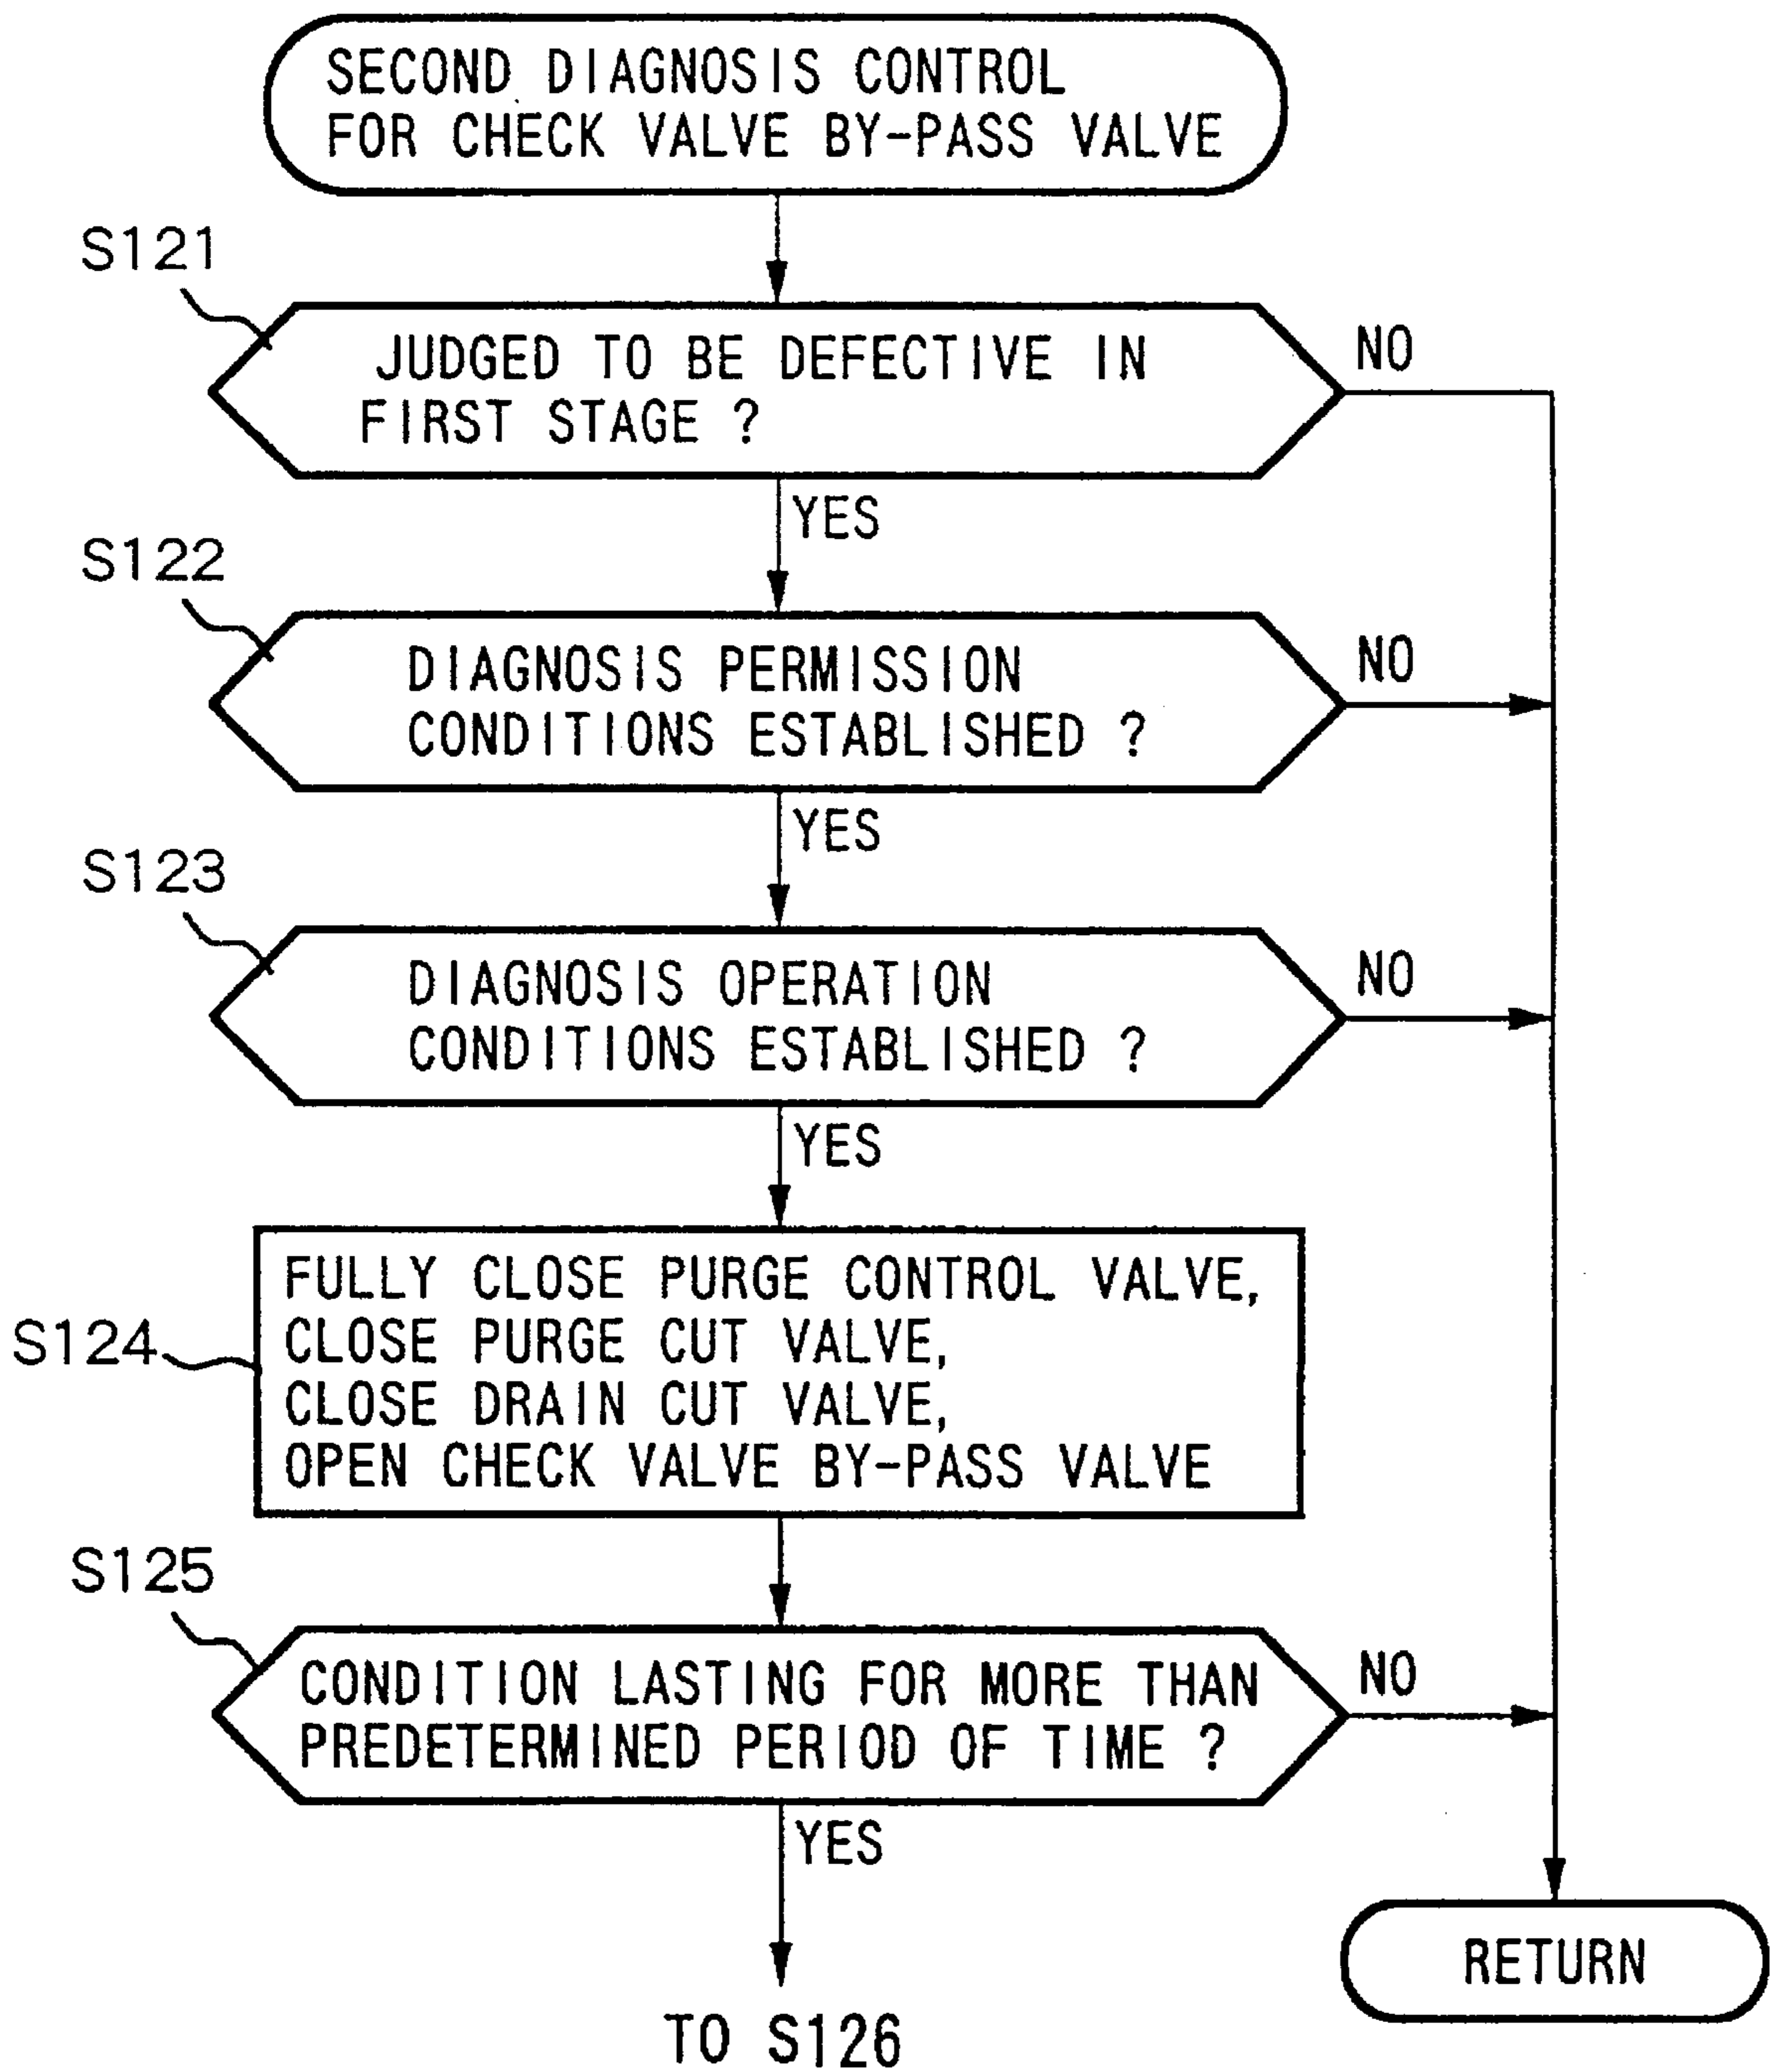 SECOND DIAGNOSIS CONTROL
FOR CHECK VALVE BY-PASS VALVE
S121
JUDGED TO BE DEFECTIVE IN
FIRST STAGE ?
NO
YES
S122
DIAGNOSIS PERMISSION
CONDITIONS ESTABLISHED ?
NO
YES
S123
DIAGNOSIS OPERATION
CONDITIONS ESTABLISHED ?
NO
YES
S124
FULLY CLOSE PURGE CONTROL VALVE,
CLOSE PURGE CUT VALVE,
CLOSE DRAIN CUT VALVE,
OPEN CHECK VALVE BY-PASS VALVE
S125
CONDITION LASTING FOR MORE THAN
PREDETERMINED PERIOD OF TIME ?
NO
YES
RETURN
TO S126